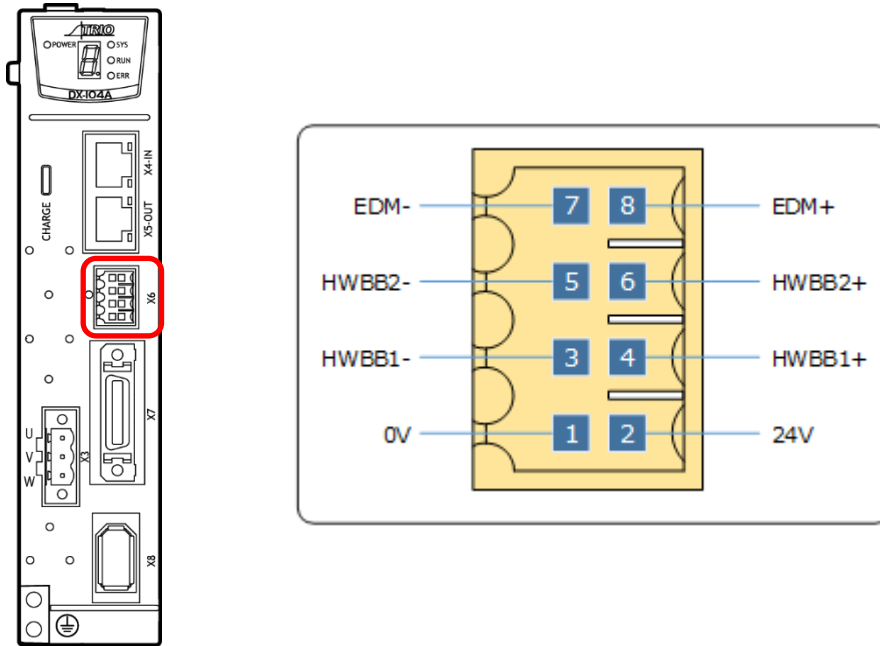 TRIO
POWER
SYS
RUN
ERR
DX-104A
CHARGE
X4-IN
X5-OUT
X6
X7
X3
U
V
W
X8
EDM- 7 8 EDM+
HWBB2- 5 6 HWBB2+
HWBB1- 3 4 HWBB1+
0V 1 2 24V